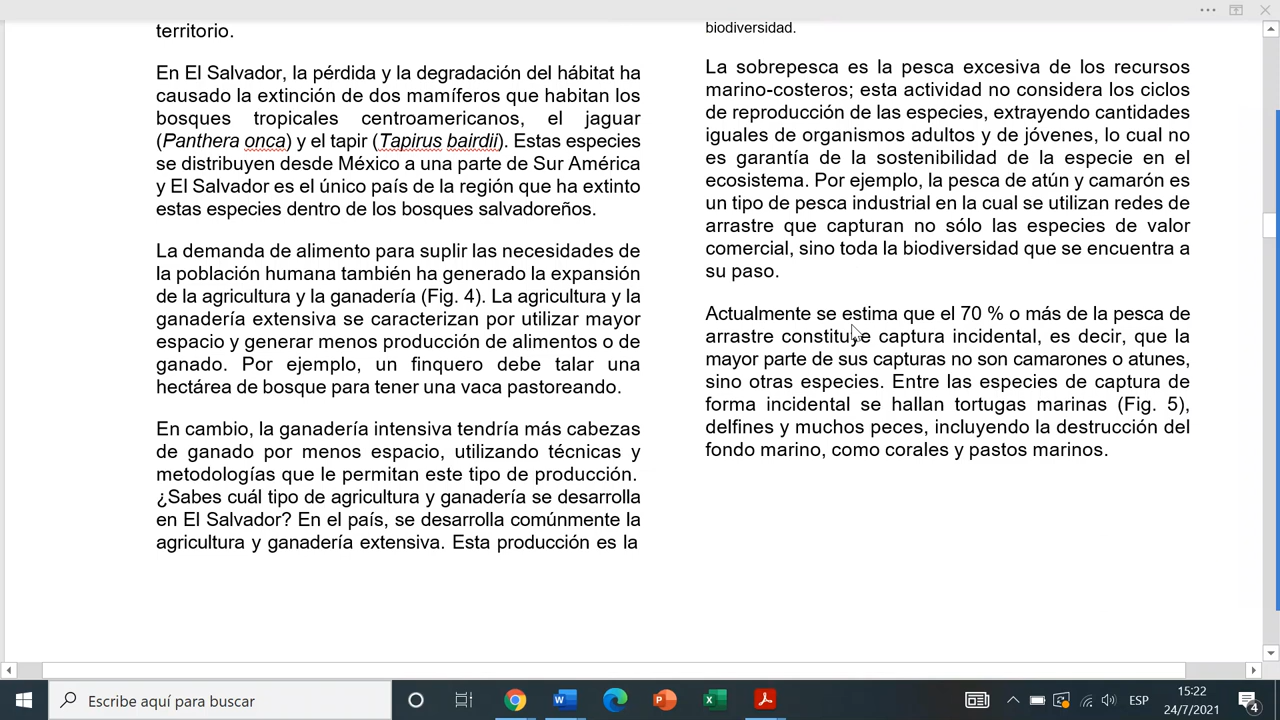 territorio.
En El Salvador, la pérdida y la degradación del hábitat ha
causado la extinción de dos mamíferos que habitan los
bosques tropicales centroamericanos, el jaguar
(Panthera onca) y el tapir (Tapirus bairdii). Estas especies
se distribuyen desde México a una parte de Sur América
y El Salvador es el único país de la región que ha extinto
estas especies dentro de los bosques salvadoreños.
La demanda de alimento para suplir las necesidades de
la población humana también ha generado la expansión
de la agricultura y la ganadería (Fig. 4). La agricultura y la
ganadería extensiva se caracterizan por utilizar mayor
espacio y generar menos producción de alimentos o de
ganado. Por ejemplo, un finquero debe talar una
hectárea de bosque para tener una vaca pastoreando.
En cambio, la ganadería intensiva tendría más cabezas
de ganado por menos espacio, utilizando técnicas y
metodologías que le permitan este tipo de producción.
¿Sabes cuál tipo de agricultura y ganadería se desarrolla
en El Salvador? En el país, se desarrolla comúnmente la
agricultura y ganadería extensiva. Esta producción es la
biodiversidad.
La sobrepesca es la pesca excesiva de los recursos
marino-costeros; esta actividad no considera los ciclos
de reproducción de las especies, extrayendo cantidades
iguales de organismos adultos y de jóvenes, lo cual no
es garantía de la sostenibilidad de la especie en el
ecosistema. Por ejemplo, la pesca de atún y camarón es
un tipo de pesca industrial en la cual se utilizan redes de
arrastre que capturan no sólo las especies de valor
comercial, sino toda la biodiversidad que se encuentra a
su paso.
Actualmente se estima que el 70 % o más de la pesca de
arrastre constituye captura incidental, es decir, que la
mayor parte de sus capturas no son camarones o atunes,
sino otras especies. Entre las especies de captura de
forma incidental se hallan tortugas marinas (Fig. 5),
delfines y muchos peces, incluyendo la destrucción del
fondo marino, como corales y pastos marinos.
Escribe aquí para buscar
ESP
15:22
24/7/2021
4